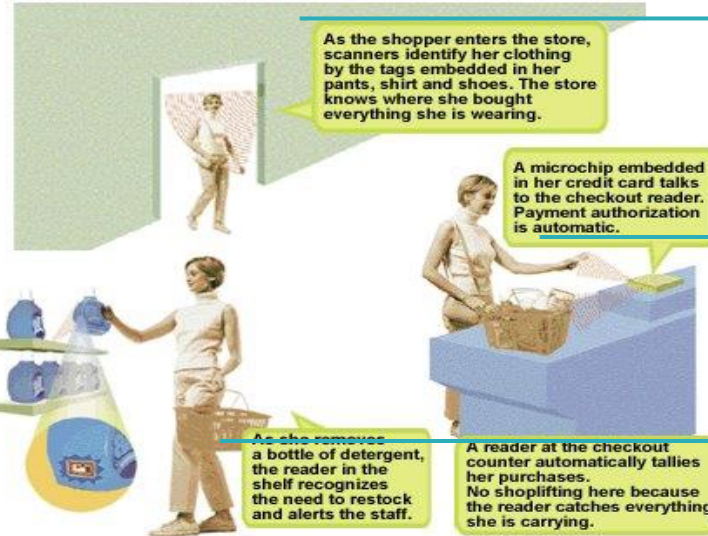 As the shopper enters the store,
scanners identify her clothing
by the tags embedded in her
pants, shirt and shoes. The store
knows where she bought
everything she is wearing.
A microchip embedded
in her credit card talks
to the checkout reader.
Payment authorization
is automatic.
As she removes
a bottle of detergent,
the reader in the
shelf recognizes
the need to restock
and alerts the staff.
A reader at the checkout
counter automatically tallies
her purchases.
No shoplifting here because
the reader catches everything
she is carrying.